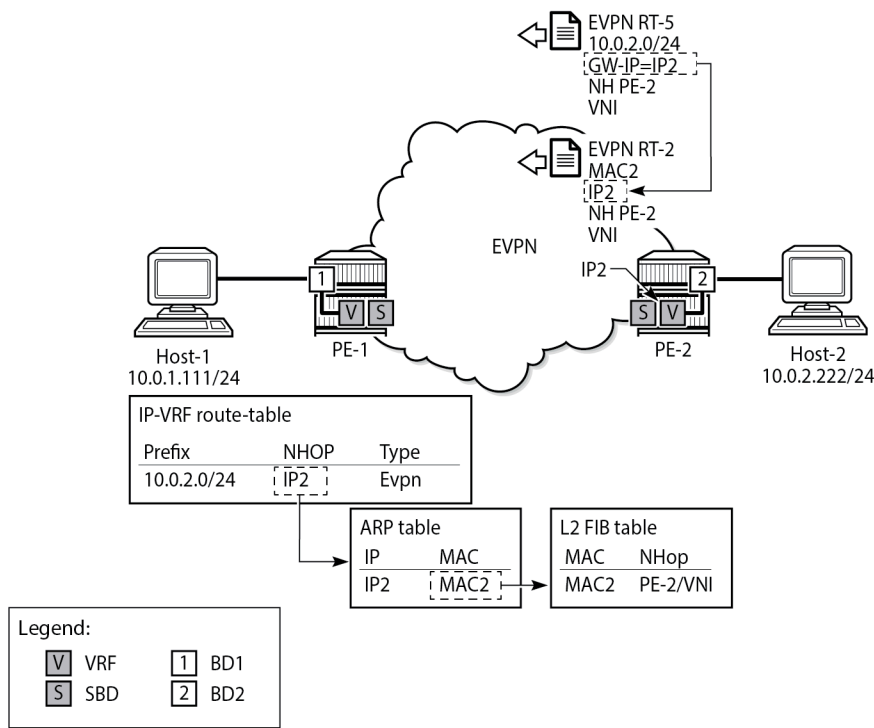 EVPN RT-5
10.0.2.0/24
GW-IP=IP2
NH PE-2
VNI
EVPN RT-2
MAC2
IP2
NH PE-2
VNI
EVPN
IP2
1
2
V S
S V
PE-1
PE-2
Host-1
10.0.1.111/24
Host-2
10.0.2.222/24
IP-VRF route-table
Prefix NHOP Type
10.0.2.0/24 IP2 Evpn
ARP table
IP MAC
IP2 MAC2
L2 FIB table
MAC NHop
MAC2 PE-2/VNI
Legend:
V VRF 1 BD1
S SBD 2 BD2